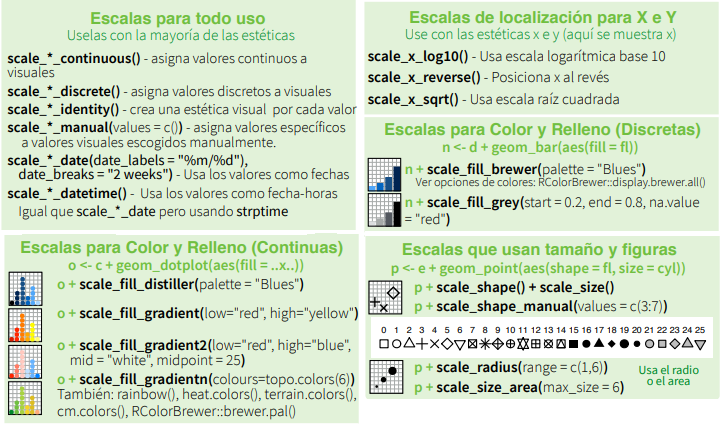 Escalas para todo uso
Uselas con la mayoría de las estéticas
scale_*_continuous() - asigna valores continuos a
visuales
scale_*_discrete() - asigna valores discretos a visuales
scale_*_identity() - crea una estética visual por cada valor
scale_*_manual(values = c()) - asigna valores específicos
a valores visuales escogidos manualmente.
scale_*_date(date_labels = "%m/%d"),
date_breaks = "2 weeks") - Usa los valores como fechas
scale_*_datetime() - Usa los valores como fecha-horas
Igual que scale_*_date pero usando strptime
Escalas de localización para X e Y
Use con las estéticas x e y (aquí se muestra x)
scale_x_log10() - Usa escala logarítmica base 10
scale_x_reverse() - Posiciona x al revés
scale_x_sqrt() - Usa escala raíz cuadrada
Escalas para Color y Relleno (Discretas)
n <- d + geom_bar(aes(fill = fl))
n + scale_fill_brewer(palette = "Blues")
Ver opciones de colores: RColorBrewer::display.brewer.all()
n + scale_fill_grey(start = 0.2, end = 0.8, na.value
= "red")
Escalas para Color y Relleno (Continuas)
o <- c + geom_dotplot(aes(fill = ..x..))
o + scale_fill_distiller(palette = "Blues")
o + scale_fill_gradient(low="red", high="yellow")
o + scale_fill_gradient2(low="red", high="blue",
mid = "white", midpoint = 25)
o + scale_fill_gradientn(colours=topo.colors(6))
También: rainbow(), heat.colors(), terrain.colors(),
cm.colors(), RColorBrewer::brewer.pal()
Escalas que usan tamaño y figuras
p <- e + geom_point(aes(shape = fl, size = cyl))
p + scale_shape() + scale_size()
p + scale_shape_manual(values = c(3:7))
0 1 2 3 4 5 6 7 8 9 10 11 12 13 14 15 16 17 18 19 20 21 22 23 24 25
p + scale_radius(range = c(1,6))
p + scale_size_area(max_size = 6)
Usa el radio
o el area